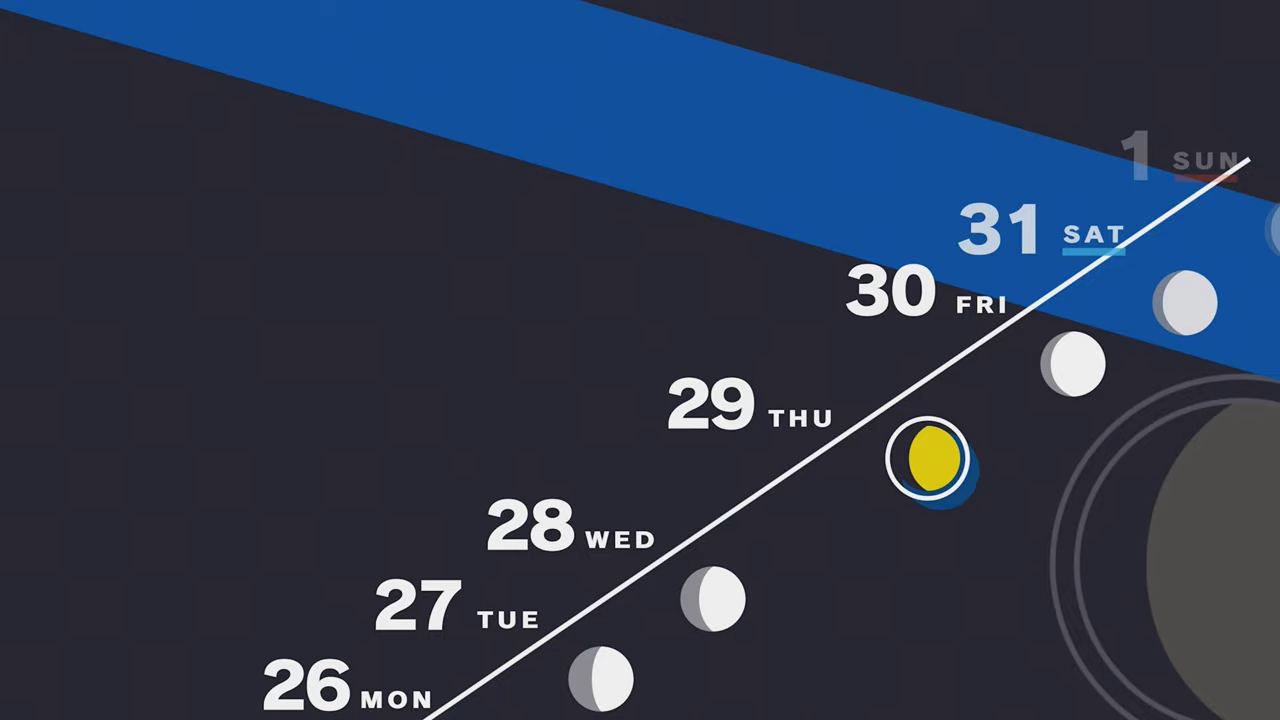 1 SUN
31 SAT
30 FRI
29 THU
28 WED
27 TUE
26 MON